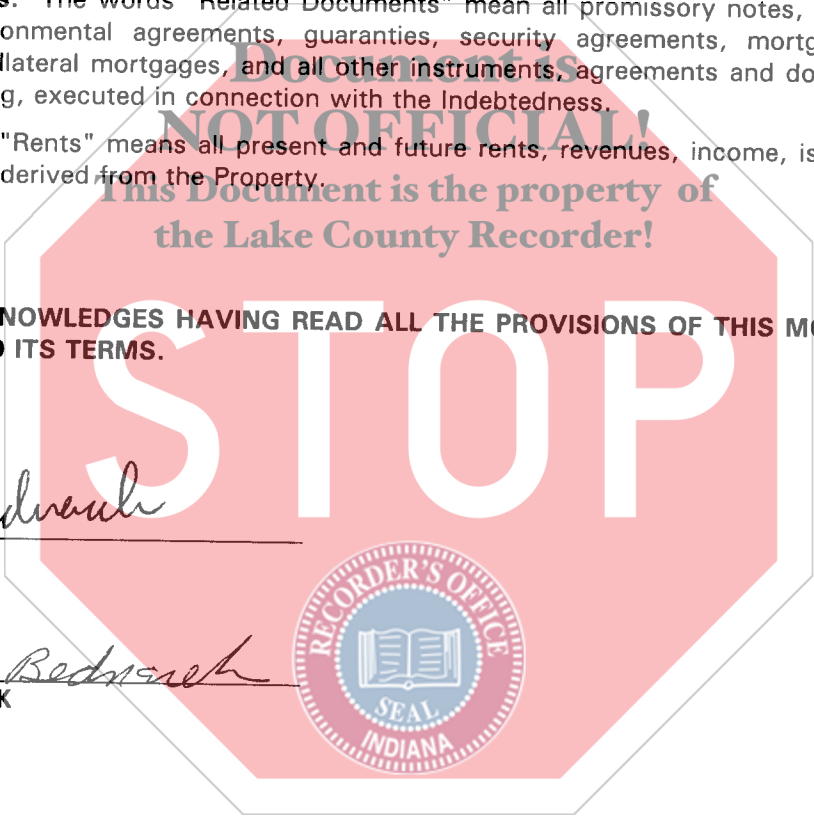 s. The words "Related Documents" mean all promissory notes,
onmental agreements, guaranties, security agreements, mortg
llateral mortgages, and all other instruments, agreements and do
g, executed in connection with the Indebtedness.
"Rents" means all present and future rents, revenues, income, is
derived from the Property.
Document is
NOT OFFICIAL!
This Document is the property of
the Lake County Recorder!
NOWLEDGES HAVING READ ALL THE PROVISIONS OF THIS MO
ITS TERMS.
STOP
Bednarek
K
RECORDER'S OFFICE
SEAL
INDIANA